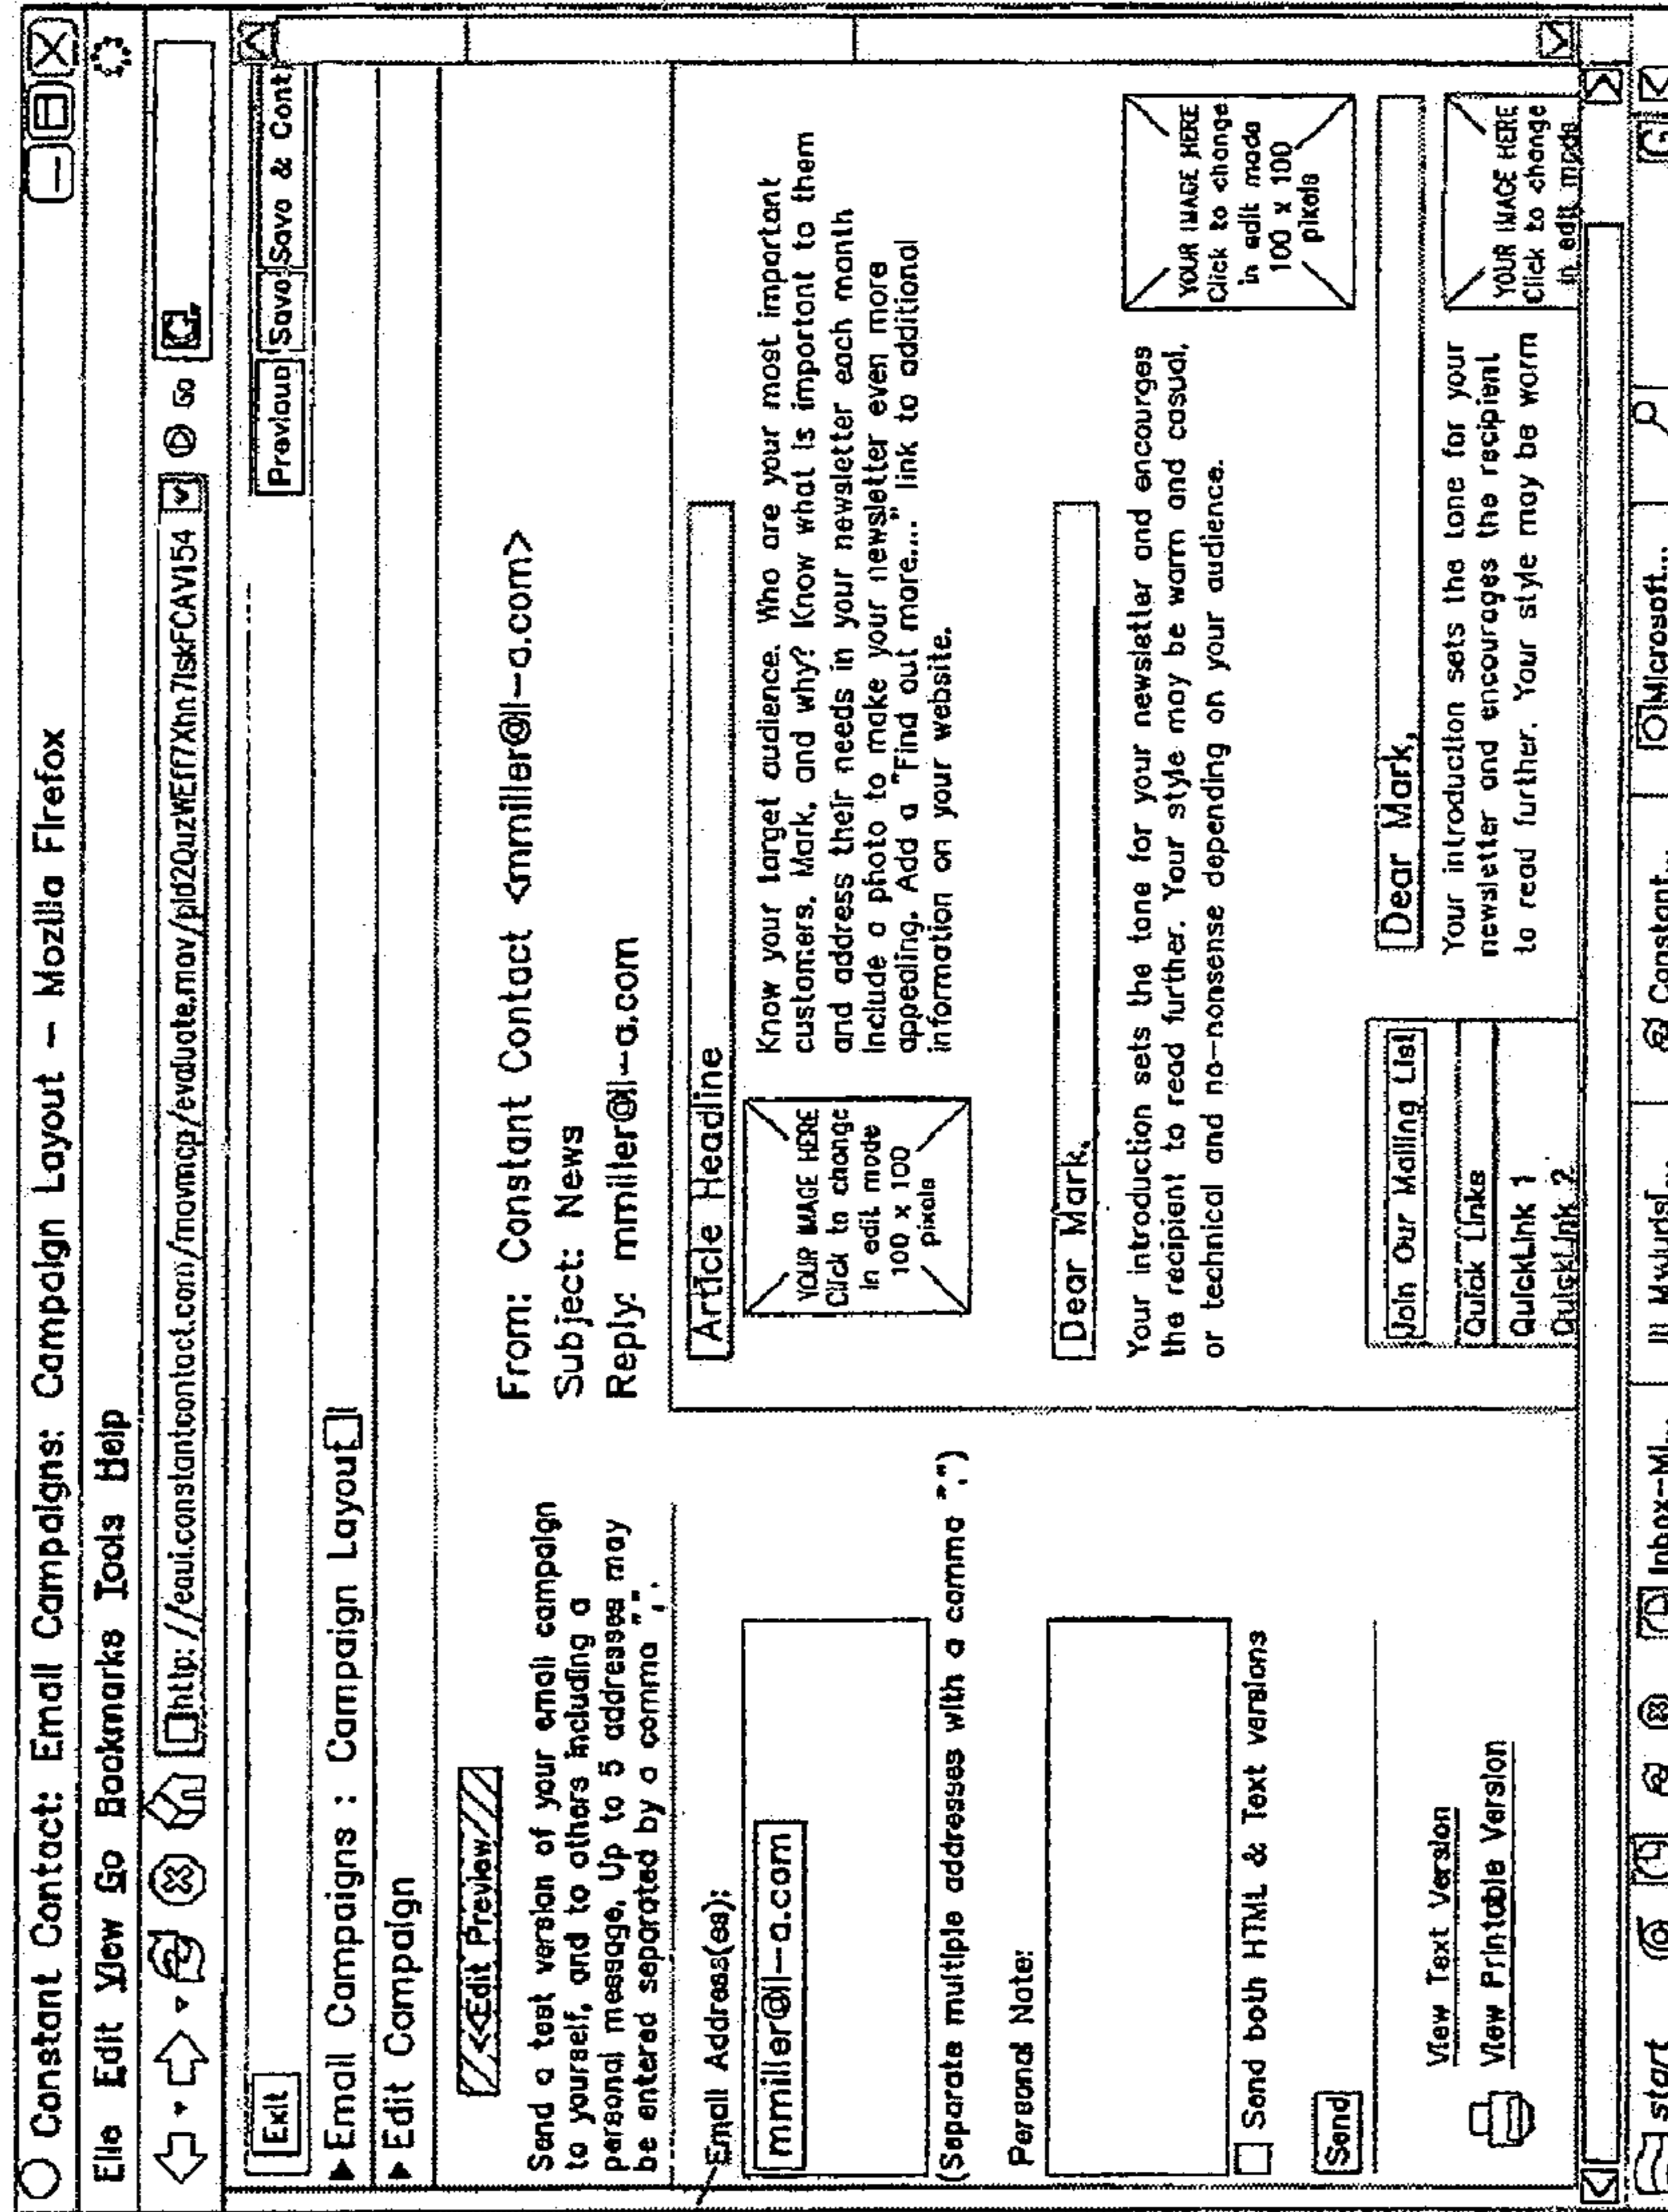 Constant Contact: Email Campaigns: Campaign Layout – Mozilla Firefox
File Edit View Go Bookmarks Tools Help
Go
Exit
Previous Save Save & Cont
Email Campaigns : Campaign Layout
Edit Campaign
<<Edit Preview
Send a test version of your email campaign
to yourself, and to others including a
personal message. Up to 5 addresses may
be entered separated by a comma ",".
Email Address(es):
mmiller@ll-a.com
(Separate multiple addresses with a comma ",")
Personal Note:
Send both HTML & Text versions
Send
View Text Version
View Printable Version
From: Constant Contact <mmiller@ll-a.com>
Subject: News
Reply: mmiller@ll-a.com
Article Headline
YOUR IMAGE HERE
Click to change
in edit mode
100 x 100
pixels
Know your target audience. Who are your most important
customers, Mark, and why? Know what is important to them
and address their needs in your newsletter each month
include a photo to make your newsletter even more
appealing. Add a "Find out more...." link to additional
information on your website.
Dear Mark,
Your introduction sets the tone for your newsletter and encourges
the recipient to read further. Your style may be warm and casual,
or technical and no-nonsense depending on your audience.
YOUR IMAGE HERE
Click to change
in edit mode
100 x 100
pixels
Join Our Mailing List
Quick Links
QuickLink 1
QuickLink 2
Dear Mark,
Your introduction sets the tone for your
newsletter and encourages the recipient
to read further. Your style may be warm
YOUR IMAGE HERE
Click to change
in edit mode
start
Inbox--Mi...
Constant...
Microsoft...